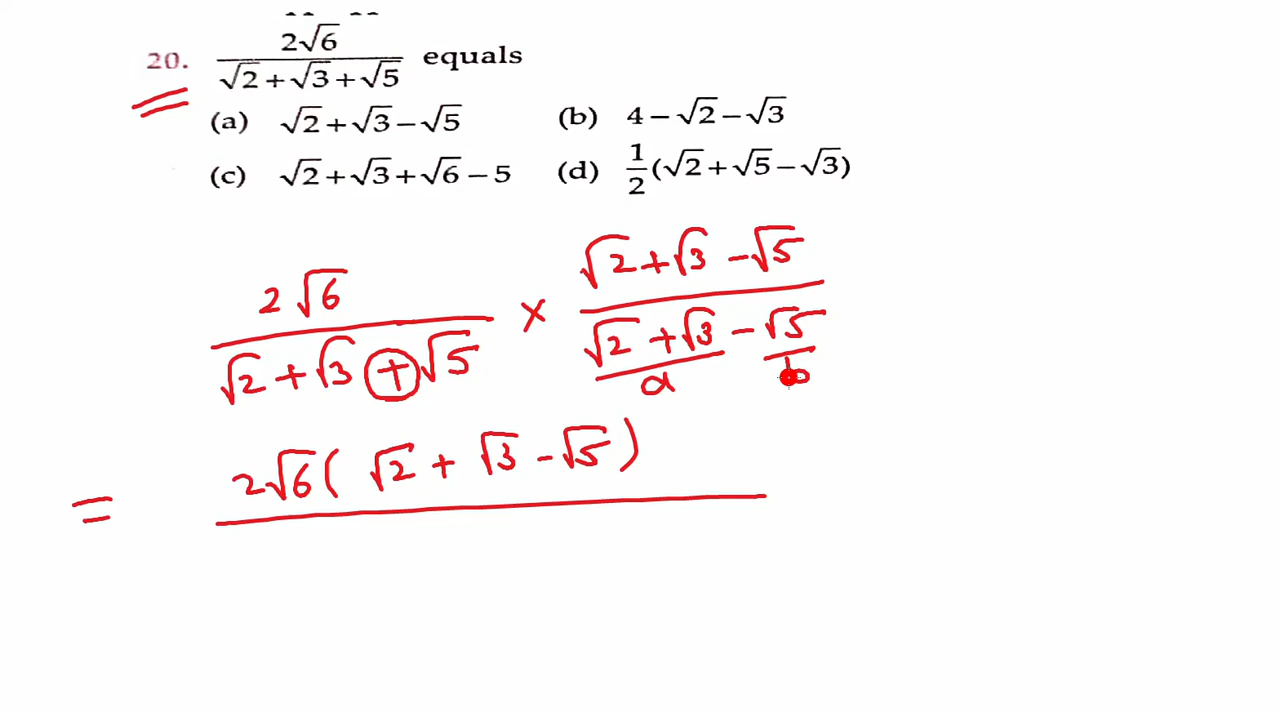 20. 2√6 / (√2 + √3 + √5) equals
(a) √2 + √3 − √5 (b) 4 − √2 − √3
(c) √2 + √3 + √6 − 5 (d) 1/2 (√2 + √5 − √3)
2√6 / (√2 + √3 + √5) × (√2 + √3 − √5) / (√2 + √3 − √5)
a b
= 2√6 ( √2 + √3 − √5 )